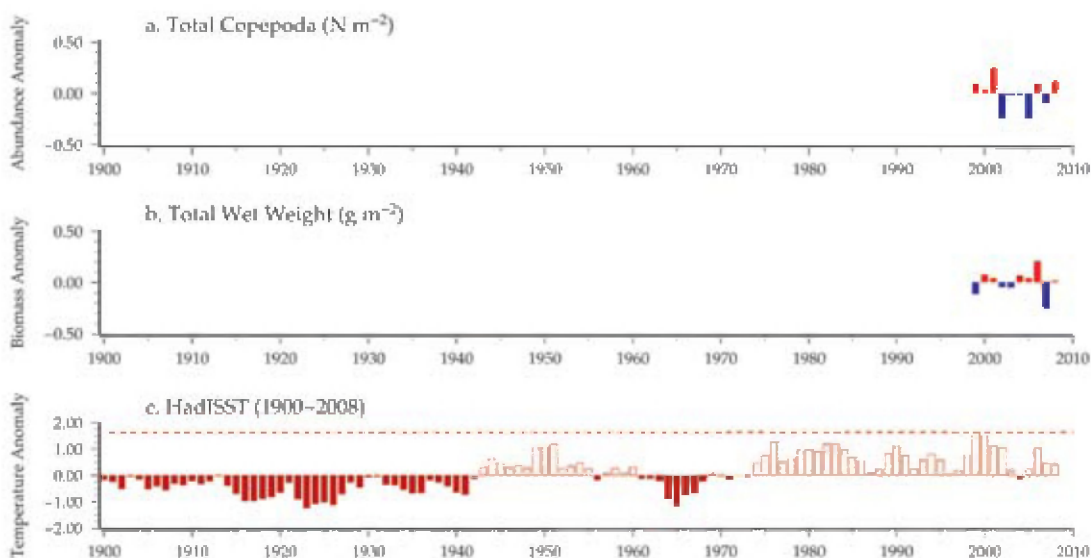 a. Total Copepoda (N m−2)
Abundance Anomaly
0.50
0.00
−0.50
1900 1910 1920 1930 1940 1950 1960 1970 1980 1990 2000 2010
b. Total Wet Weight (g m−2)
Biomass Anomaly
0.50
0.00
−0.50
1900 1910 1920 1930 1940 1950 1960 1970 1980 1990 2000 2010
c. HadISST (1900–2008)
Temperature Anomaly
2.00
1.00
0.00
−1.00
−2.00
1900 1910 1920 1930 1940 1950 1960 1970 1980 1990 2000